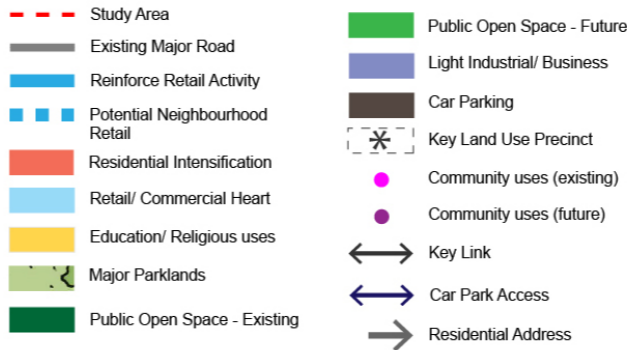 Study Area
Existing Major Road
Reinforce Retail Activity
Potential Neighbourhood
Retail
Residential Intensification
Retail/ Commercial Heart
Education/ Religious uses
Major Parklands
Public Open Space - Existing
Public Open Space - Future
Light Industrial/ Business
Car Parking
Key Land Use Precinct
Community uses (existing)
Community uses (future)
Key Link
Car Park Access
Residential Address